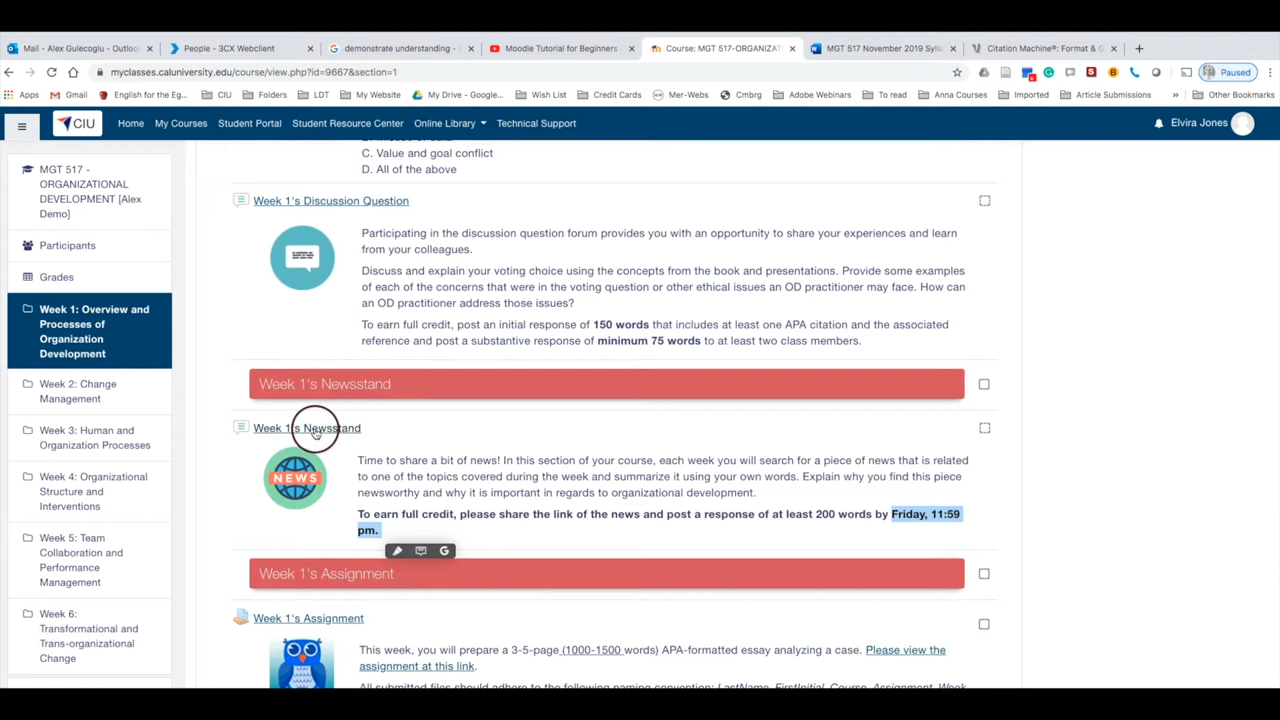 Mail - Alex Gulecoglu - Outloo
People - 3CX Webclient
demonstrate understanding -
Moodle Tutorial for Beginners
Course: MGT 517-ORGANIZAT
MGT 517 November 2019 Sylla
Citation Machine®: Format & G
myclasses.caluniversity.edu/course/view.php?id=9667&section=1
Paused
Apps
Gmail
English for the Eg...
CIU
Folders
LDT
My Website
My Drive - Google...
Wish List
Credit Cards
Mer-Webs
Cmbrg
Adobe Webinars
To read
Anna Courses
Imported
Article Submissions
»
Other Bookmarks
CIU
Home
My Courses
Student Portal
Student Resource Center
Online Library
Technical Support
Elvira Jones
MGT 517 -
ORGANIZATIONAL
DEVELOPMENT [Alex
Demo]
Participants
Grades
Week 1: Overview and
Processes of
Organization
Development
Week 2: Change
Management
Week 3: Human and
Organization Processes
Week 4: Organizational
Structure and
Interventions
Week 5: Team
Collaboration and
Performance
Management
Week 6:
Transformational and
Trans-organizational
Change
C. Value and goal conflict
D. All of the above
Week 1's Discussion Question
Participating in the discussion question forum provides you with an opportunity to share your experiences and learn
from your colleagues.
Discuss and explain your voting choice using the concepts from the book and presentations. Provide some examples
of each of the concerns that were in the voting question or other ethical issues an OD practitioner may face. How can
an OD practitioner address those issues?
To earn full credit, post an initial response of 150 words that includes at least one APA citation and the associated
reference and post a substantive response of minimum 75 words to at least two class members.
Week 1's Newsstand
Week 1's Newsstand
NEWS
Time to share a bit of news! In this section of your course, each week you will search for a piece of news that is related
to one of the topics covered during the week and summarize it using your own words. Explain why you find this piece
newsworthy and why it is important in regards to organizational development.
To earn full credit, please share the link of the news and post a response of at least 200 words by Friday, 11:59
pm.
Week 1's Assignment
Week 1's Assignment
This week, you will prepare a 3-5-page (1000-1500 words) APA-formatted essay analyzing a case. Please view the
assignment at this link.
All submitted files should adhere to the following naming convention: LastName_FirstInitial_Course_Assignment_Week